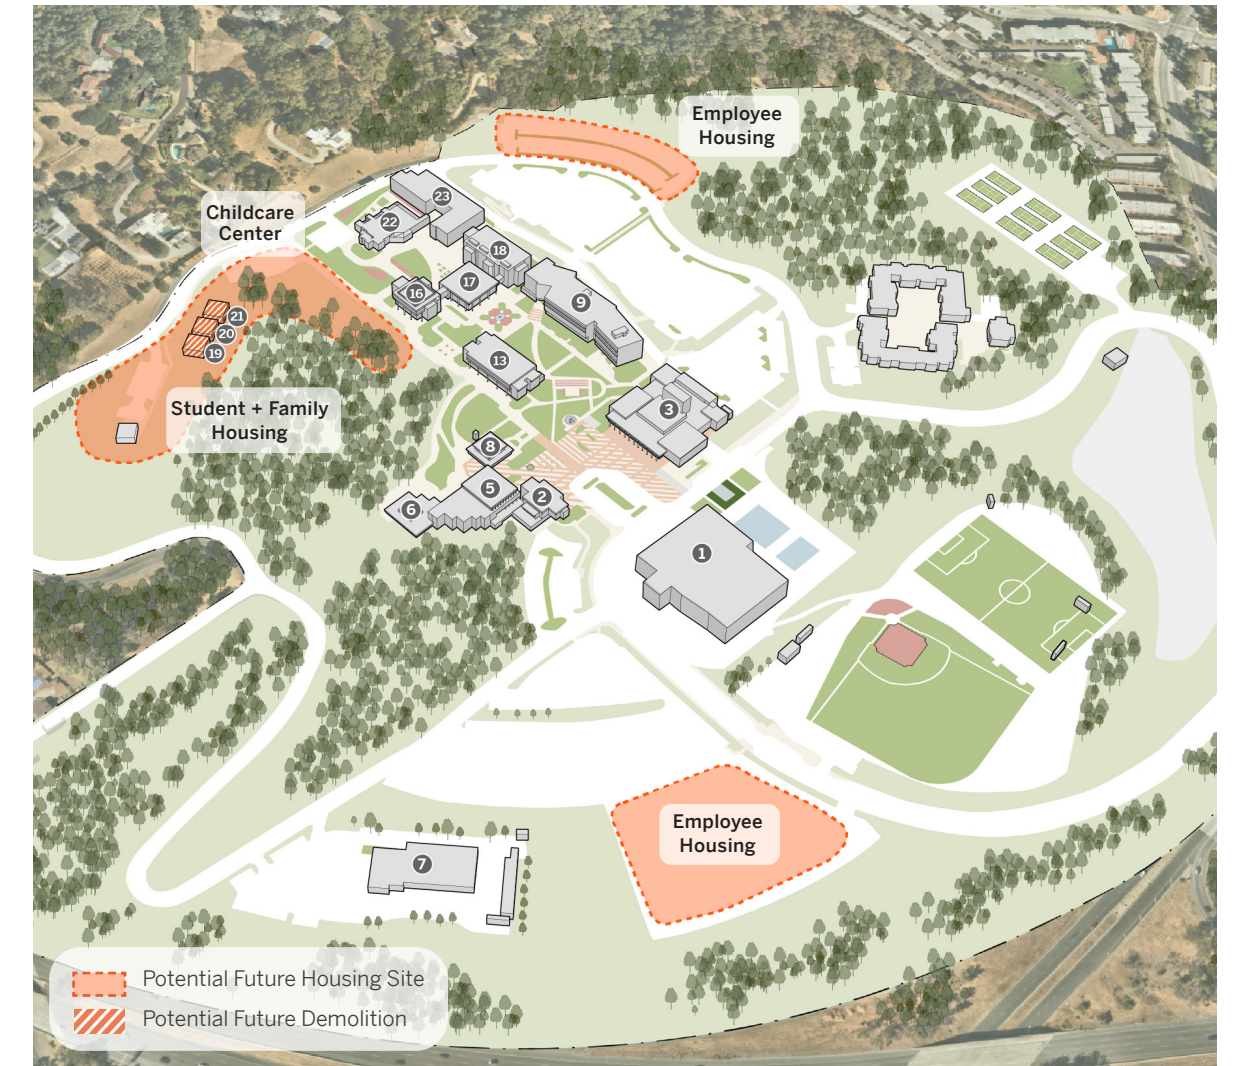 Employee
Housing
Childcare
Center
23
22
18
17
16
9
21
20
19
13
3
Student + Family
Housing
8
5
2
6
1
Employee
Housing
7
Potential Future Housing Site
Potential Future Demolition